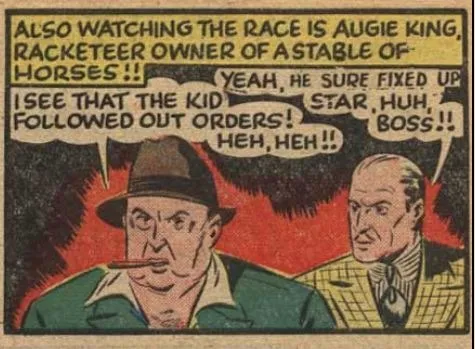 ALSO WATCHING THE RACE IS AUGIE KING,
RACKETEER OWNER OF A STABLE OF
HORSES!!
I SEE THAT THE KID
FOLLOWED OUT ORDERS!
HEH, HEH!!
YEAH, HE SURE FIXED UP
STAR, HUH,
BOSS!!